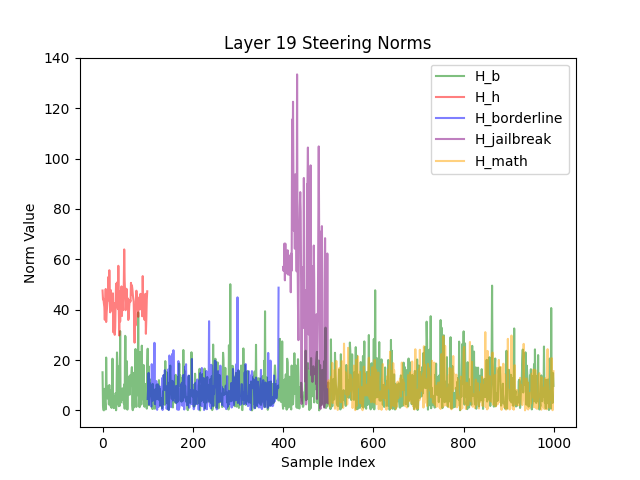 Layer 19 Steering Norms
140
120
100
80
60
40
20
0
Norm Value
H_b
H_h
H_borderline
H_jailbreak
H_math
0 200 400 600 800 1000
Sample Index